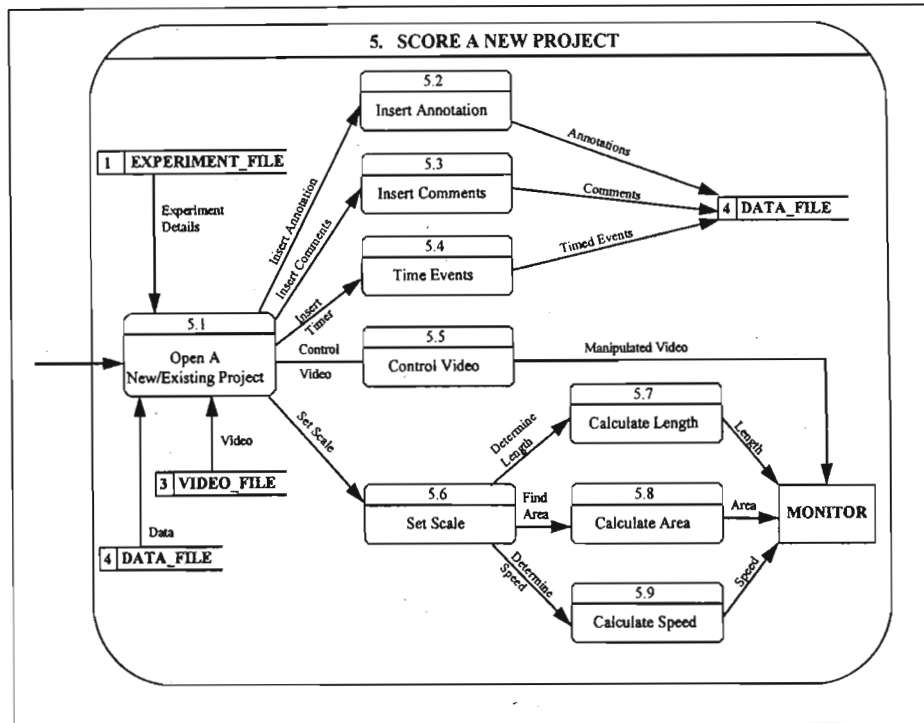 5. SCORE A NEW PROJECT
5.2
Insert Annotation
Annotations
1 EXPERIMENT_FILE
Experiment
Details
Insert Annotation
5.3
Insert Comments
Comments
4 DATA_FILE
Insert Comments
5.4
Time Events
Timed Events
Insert
Timer
5.1
Open A
New/Existing Project
Control
Video
5.5
Control Video
Manipulated Video
Set Scale
Video
3 VIDEO_FILE
Data
4 DATA_FILE
5.6
Set Scale
Determine
Length
5.7
Calculate Length
Length
Find
Area
5.8
Calculate Area
Area
MONITOR
Determine
Speed
5.9
Calculate Speed
Speed